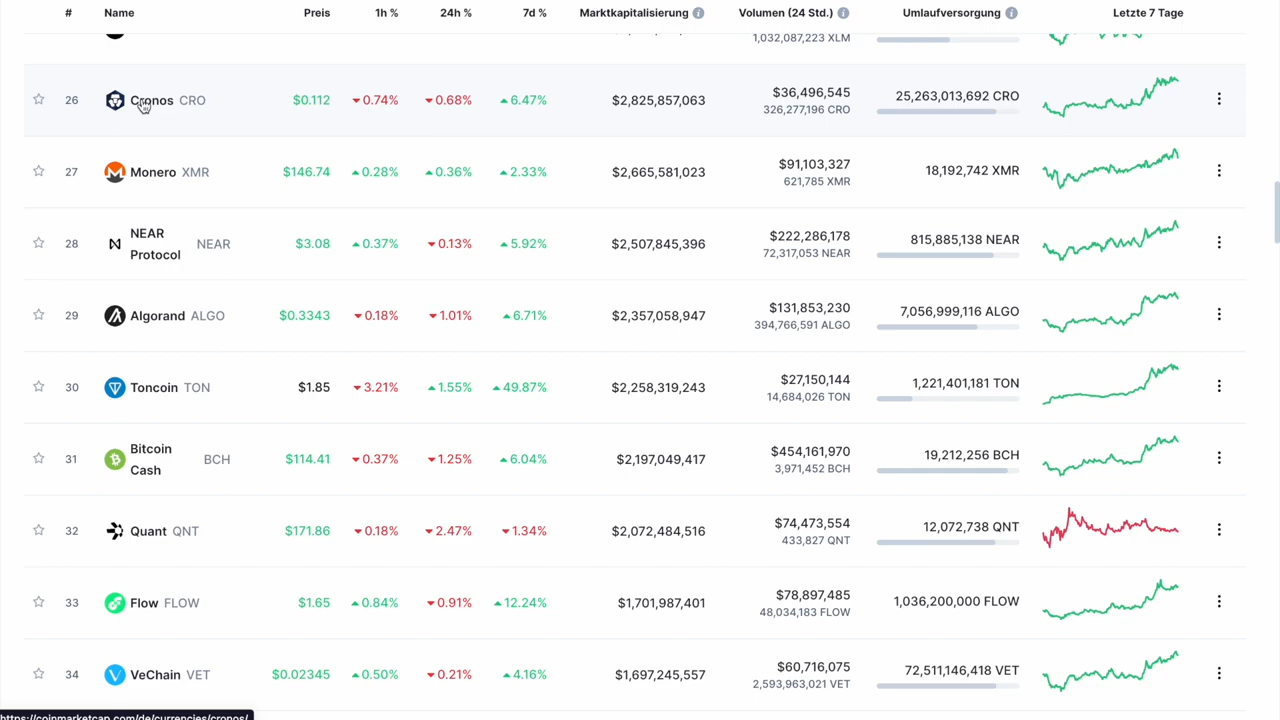 # Name Preis 1h % 24h % 7d % Marktkapitalisierung Volumen (24 Std.) Umlaufversorgung Letzte 7 Tage
1,032,087,223 XLM
26 Cronos CRO $0.112 0.74% 0.68% 6.47% $2,825,857,063 $36,496,545 25,263,013,692 CRO
326,277,196 CRO
27 Monero XMR $146.74 0.28% 0.36% 2.33% $2,665,581,023 $91,103,327 18,192,742 XMR
621,785 XMR
28 NEAR Protocol NEAR $3.08 0.37% 0.13% 5.92% $2,507,845,396 $222,286,178 815,885,138 NEAR
72,317,053 NEAR
29 Algorand ALGO $0.3343 0.18% 1.01% 6.71% $2,357,058,947 $131,853,230 7,056,999,116 ALGO
394,766,591 ALGO
30 Toncoin TON $1.85 3.21% 1.55% 49.87% $2,258,319,243 $27,150,144 1,221,401,181 TON
14,684,026 TON
31 Bitcoin Cash BCH $114.41 0.37% 1.25% 6.04% $2,197,049,417 $454,161,970 19,212,256 BCH
3,971,452 BCH
32 Quant QNT $171.86 0.18% 2.47% 1.34% $2,072,484,516 $74,473,554 12,072,738 QNT
433,827 QNT
33 Flow FLOW $1.65 0.84% 0.91% 12.24% $1,701,987,401 $78,897,485 1,036,200,000 FLOW
48,034,183 FLOW
34 VeChain VET $0.02345 0.50% 0.21% 4.16% $1,697,245,557 $60,716,075 72,511,146,418 VET
2,593,963,021 VET
https://coinmarketcap.com/de/currencies/cronos/